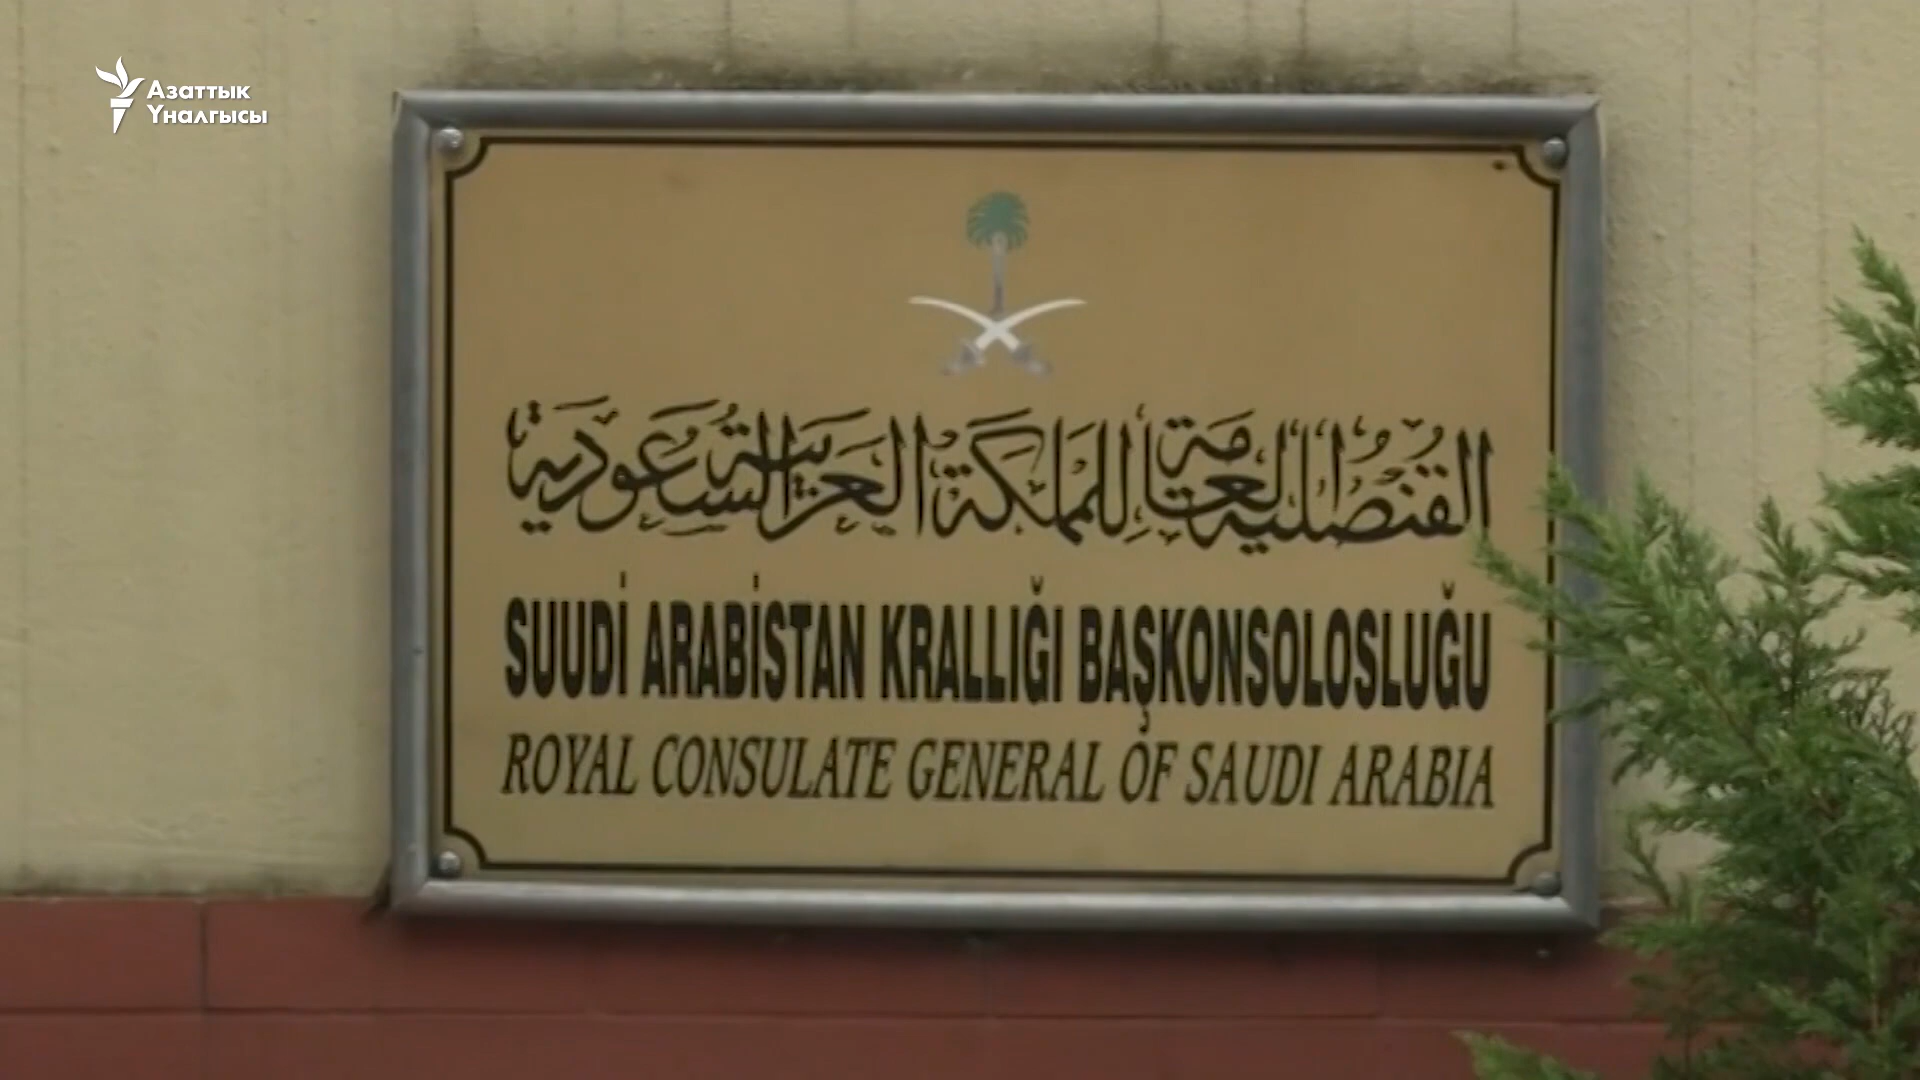 Азаттык
Үналгысы
القنصلية العامة للمملكة العربية السعودية
SUUDİ ARABİSTAN KRALLIĞI BAŞKONSOLOSLUĞU
ROYAL CONSULATE GENERAL OF SAUDI ARABIA